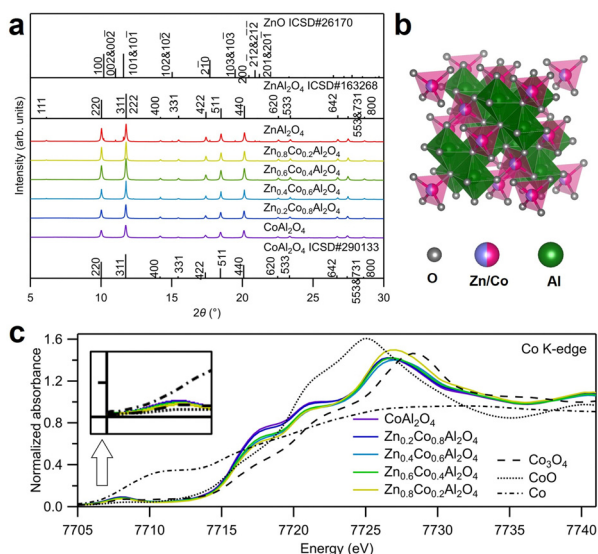 a
b
ZnO ICSD#26170
100
002&002̅
101&101̅
102&102̅
2̅10
103&103̅
200
212&2̅12̅
201&201̅
ZnAl2O4 ICSD#163268
111
220
311
222
400
331
422
511
440
620
533
642
553&731
800
Intensity (arb. units)
ZnAl2O4
Zn0.8Co0.2Al2O4
Zn0.6Co0.4Al2O4
Zn0.4Co0.6Al2O4
Zn0.2Co0.8Al2O4
CoAl2O4
CoAl2O4 ICSD#290133
220
311
400
331
422
511
440
620
533
642
553&731
800
5 10 15 20 25 30
2θ (°)
O Zn/Co Al
c
Co K-edge
Normalized absorbance
1.6
1.2
0.8
0.4
0.0
CoAl2O4
Zn0.2Co0.8Al2O4
Zn0.4Co0.6Al2O4
Zn0.6Co0.4Al2O4
Zn0.8Co0.2Al2O4
Co3O4
CoO
Co
7705 7710 7715 7720 7725 7730 7735 7740
Energy (eV)